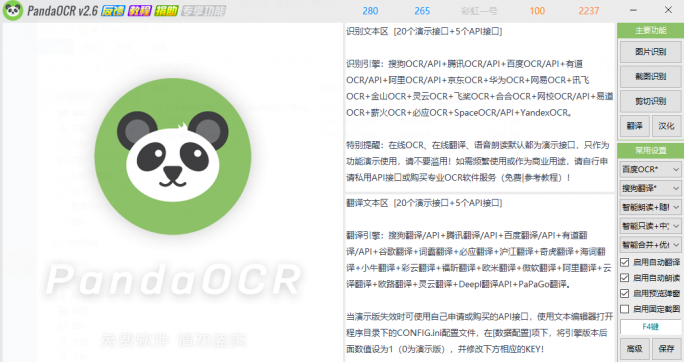 PandaOCR v2.6 反馈 教程 捐助 专享功能 280 265 彩虹一号 100 2237
识别文本区 [20个演示接口+5个API接口]
识别引擎：搜狗OCR/API+腾讯OCR/API+百度OCR/API+有道
OCR/API+阿里OCR/API+京东OCR+华为OCR+网易OCR+讯飞
OCR+金山OCR+灵云OCR+飞桨OCR+合合OCR+网校OCR/API+易道
OCR+薪火OCR+必应OCR+SpaceOCR/API+YandexOCR。
特别提醒：在线OCR、在线翻译、语音朗读默认都为演示接口，只作为
功能演示使用，请不要滥用！如需频繁使用或作为商业用途，请自行申
请私用API接口或购买专业OCR软件服务（免费|参考教程）！
翻译文本区 [20个演示接口+5个API接口]
翻译引擎：搜狗翻译/API+腾讯翻译/API+百度翻译/API+有道翻
译/API+谷歌翻译+词霸翻译+必应翻译+沪江翻译+奇虎翻译+海词翻
译+小牛翻译+彩云翻译+福昕翻译+欧米翻译+微软翻译+阿里翻译+云
译翻译+欧路翻译+灵云翻译+Deepl翻译API+PaPaGo翻译。
当演示版失效时可使用自己申请或购买的API接口，使用文本编辑器打开
程序目录下的CONFIG.ini配置文件，在[数据配置]项下，将引擎版本后
面数值设为1（0为演示版），并修改下方相应的KEY！
PandaOCR
免费软件 请勿售卖
主要功能
图片识别
截图识别
剪切识别
翻译 汉化
常用设置
百度OCR*
搜狗翻译*
智能朗读+随
智能只读+中
智能合并+优
启用自动翻译
启用自动朗读
启用预览弹窗
启用固定截图
F4键
高级 保存